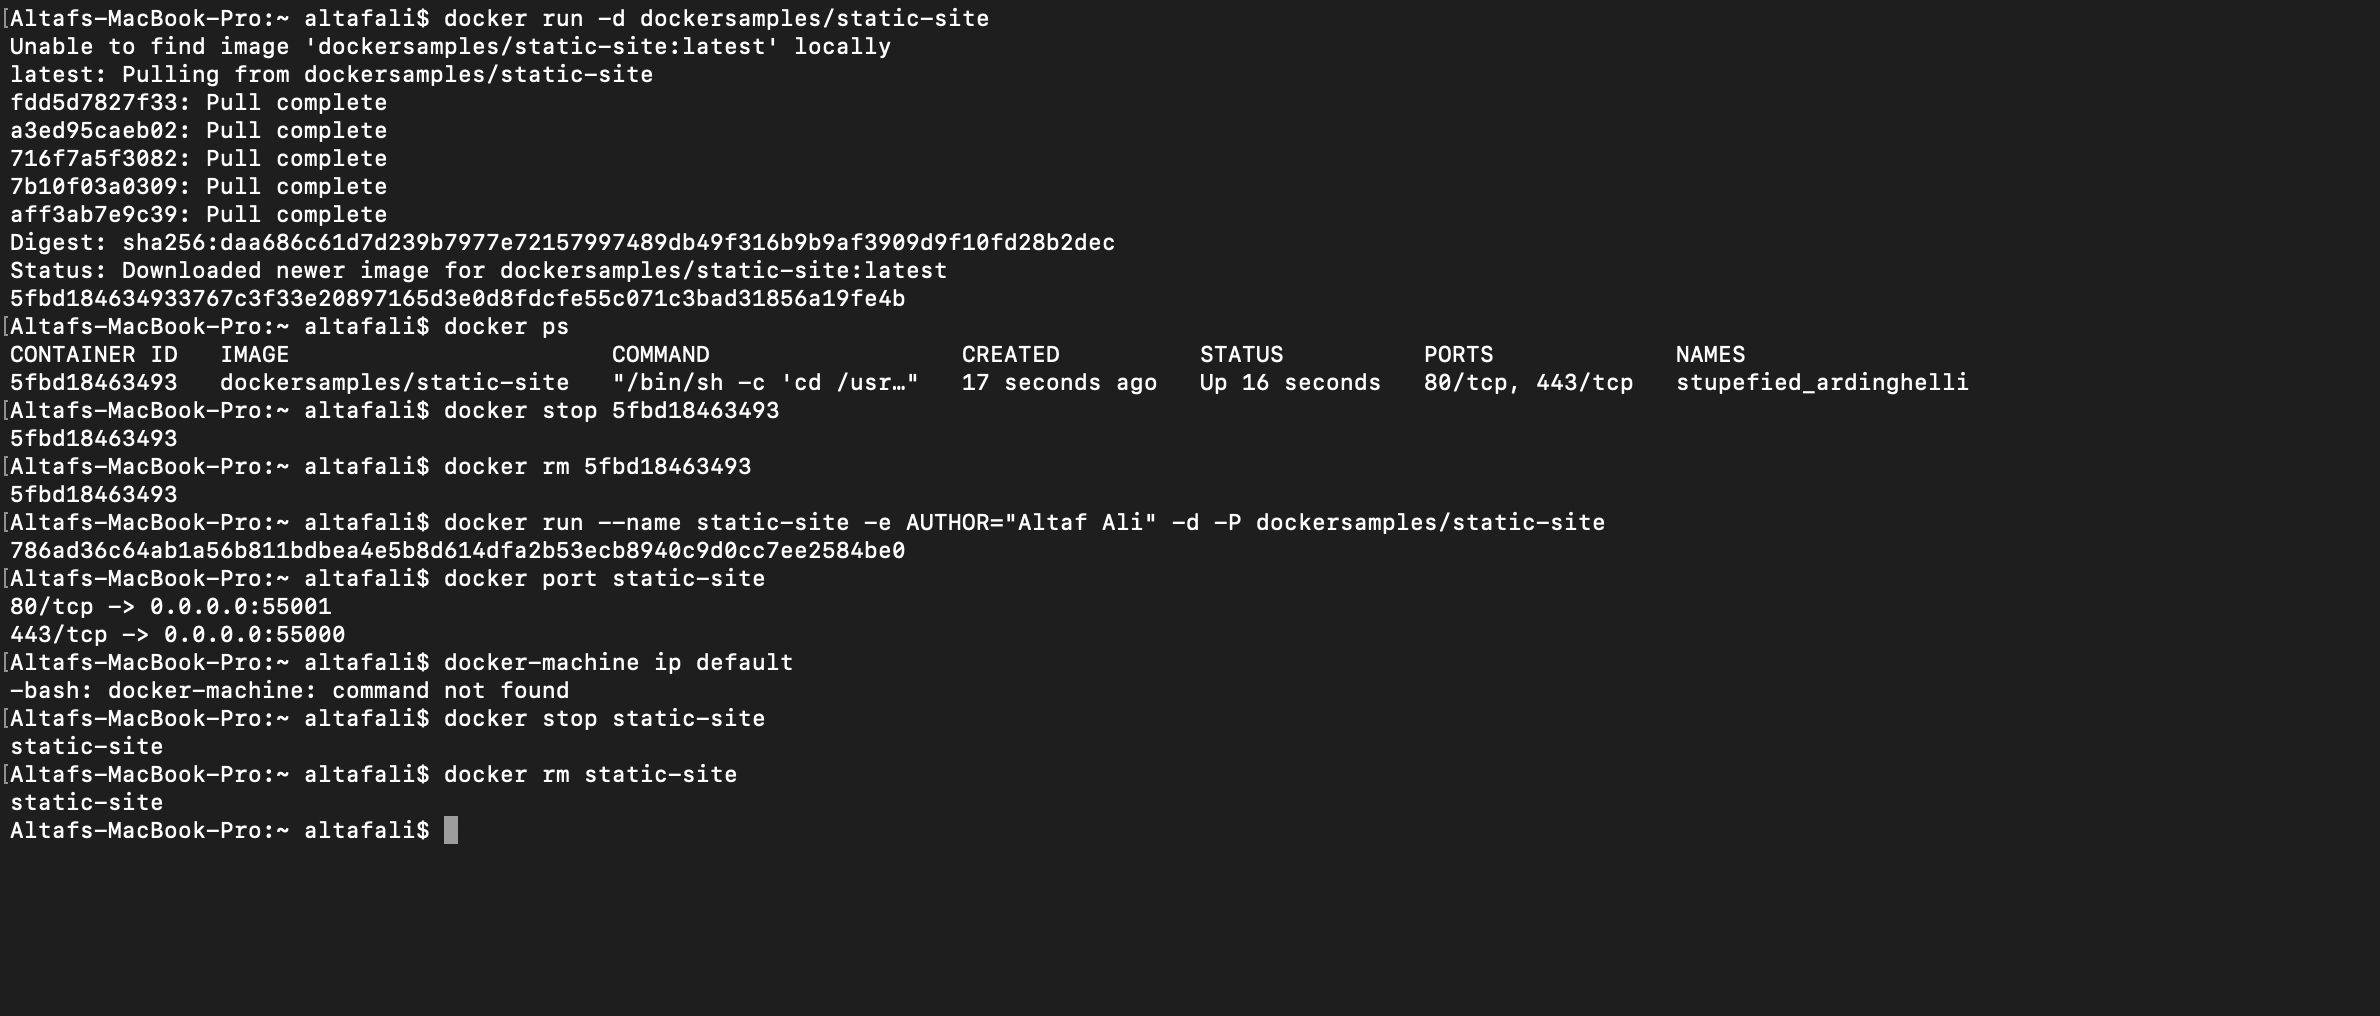 [Altafs-MacBook-Pro:~ altafali$ docker run -d dockersamples/static-site
Unable to find image 'dockersamples/static-site:latest' locally
latest: Pulling from dockersamples/static-site
fdd5d7827f33: Pull complete
a3ed95caeb02: Pull complete
716f7a5f3082: Pull complete
7b10f03a0309: Pull complete
aff3ab7e9c39: Pull complete
Digest: sha256:daa686c61d7d239b7977e72157997489db49f316b9b9af3909d9f10fd28b2dec
Status: Downloaded newer image for dockersamples/static-site:latest
5fbd184634933767c3f33e20897165d3e0d8fdcfe55c071c3bad31856a19fe4b
[Altafs-MacBook-Pro:~ altafali$ docker ps
CONTAINER ID   IMAGE                       COMMAND                  CREATED          STATUS          PORTS             NAMES
5fbd18463493   dockersamples/static-site   "/bin/sh -c 'cd /usr…"   17 seconds ago   Up 16 seconds   80/tcp, 443/tcp   stupefied_ardinghelli
[Altafs-MacBook-Pro:~ altafali$ docker stop 5fbd18463493
5fbd18463493
[Altafs-MacBook-Pro:~ altafali$ docker rm 5fbd18463493
5fbd18463493
[Altafs-MacBook-Pro:~ altafali$ docker run --name static-site -e AUTHOR="Altaf Ali" -d -P dockersamples/static-site
786ad36c64ab1a56b811bdbea4e5b8d614dfa2b53ecb8940c9d0cc7ee2584be0
[Altafs-MacBook-Pro:~ altafali$ docker port static-site
80/tcp -> 0.0.0.0:55001
443/tcp -> 0.0.0.0:55000
[Altafs-MacBook-Pro:~ altafali$ docker-machine ip default
-bash: docker-machine: command not found
[Altafs-MacBook-Pro:~ altafali$ docker stop static-site
static-site
[Altafs-MacBook-Pro:~ altafali$ docker rm static-site
static-site
Altafs-MacBook-Pro:~ altafali$